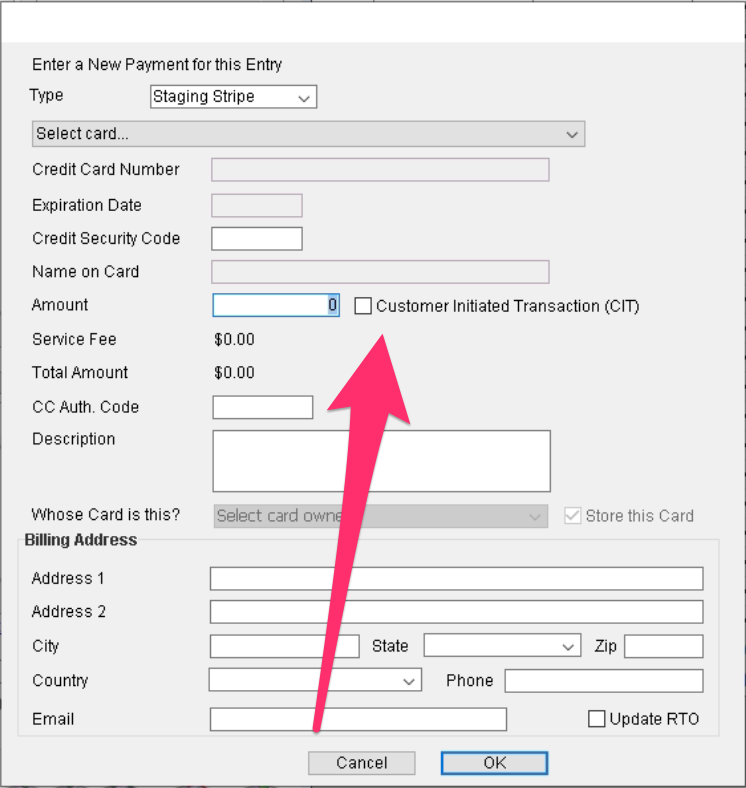 Enter a New Payment for this Entry
Type Staging Stripe
Select card...
Credit Card Number
Expiration Date
Credit Security Code
Name on Card
Amount 0 Customer Initiated Transaction (CIT)
Service Fee $0.00
Total Amount $0.00
CC Auth. Code
Description
Whose Card is this? Select card owne Store this Card
Billing Address
Address 1
Address 2
City State Zip
Country Phone
Email Update RTO
Cancel OK